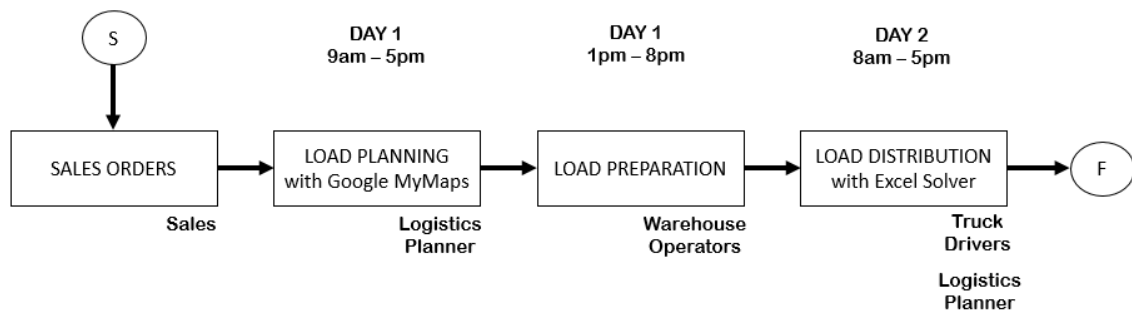 S
DAY 1
9am – 5pm
DAY 1
1pm – 8pm
DAY 2
8am – 5pm
SALES ORDERS
LOAD PLANNING
with Google MyMaps
LOAD PREPARATION
LOAD DISTRIBUTION
with Excel Solver
F
Sales
Logistics
Planner
Warehouse
Operators
Truck
Drivers
Logistics
Planner